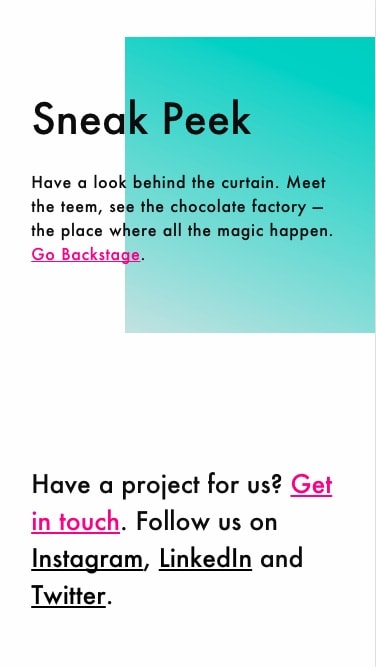 Sneak Peek
Have a look behind the curtain. Meet
the teem, see the chocolate factory –
the place where all the magic happen.
Go Backstage.
Have a project for us? Get
in touch. Follow us on
Instagram, LinkedIn and
Twitter.